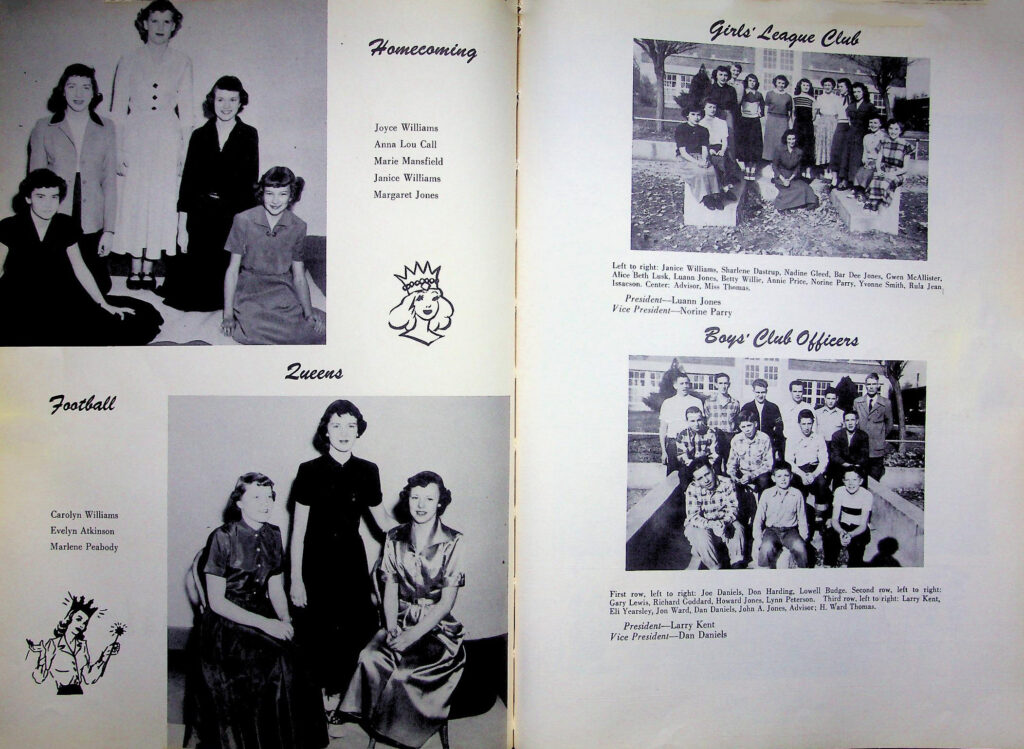 Homecoming
Joyce Williams
Anna Lou Call
Marie Mansfield
Janice Williams
Margaret Jones
Queens
Football
Carolyn Williams
Evelyn Atkinson
Marlene Peabody
Girls' League Club
Left to right: Janice Williams, Sharlene Dastrup, Nadine Gleed, Bar Dee Jones, Gwen McAllister,
Alice Beth Lusk, Luann Jones, Betty Willie, Annie Price, Norine Parry, Yvonne Smith, Rula Jean
Issacson. Center: Advisor, Miss Thomas.
President—Luann Jones
Vice President—Norine Parry
Boys' Club Officers
First row, left to right: Joe Daniels, Don Harding, Lowell Budge. Second row, left to right:
Gary Lewis, Richard Goddard, Howard Jones, Lynn Peterson. Third row, left to right: Larry Kent,
Eli Yearsley, Jon Ward, Dan Daniels, John A. Jones, Advisor; H. Ward Thomas.
President—Larry Kent
Vice President—Dan Daniels